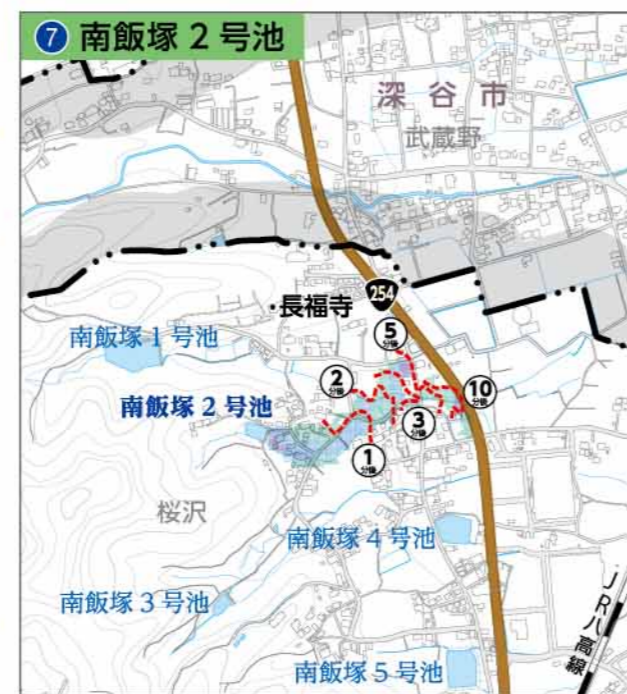 7 南飯塚2号池
深谷市
武蔵野
254
長福寺
南飯塚1号池
5分後
2分後
10分後
南飯塚2号池
3分後
1分後
桜沢
南飯塚4号池
南飯塚3号池
JR八高線
南飯塚5号池